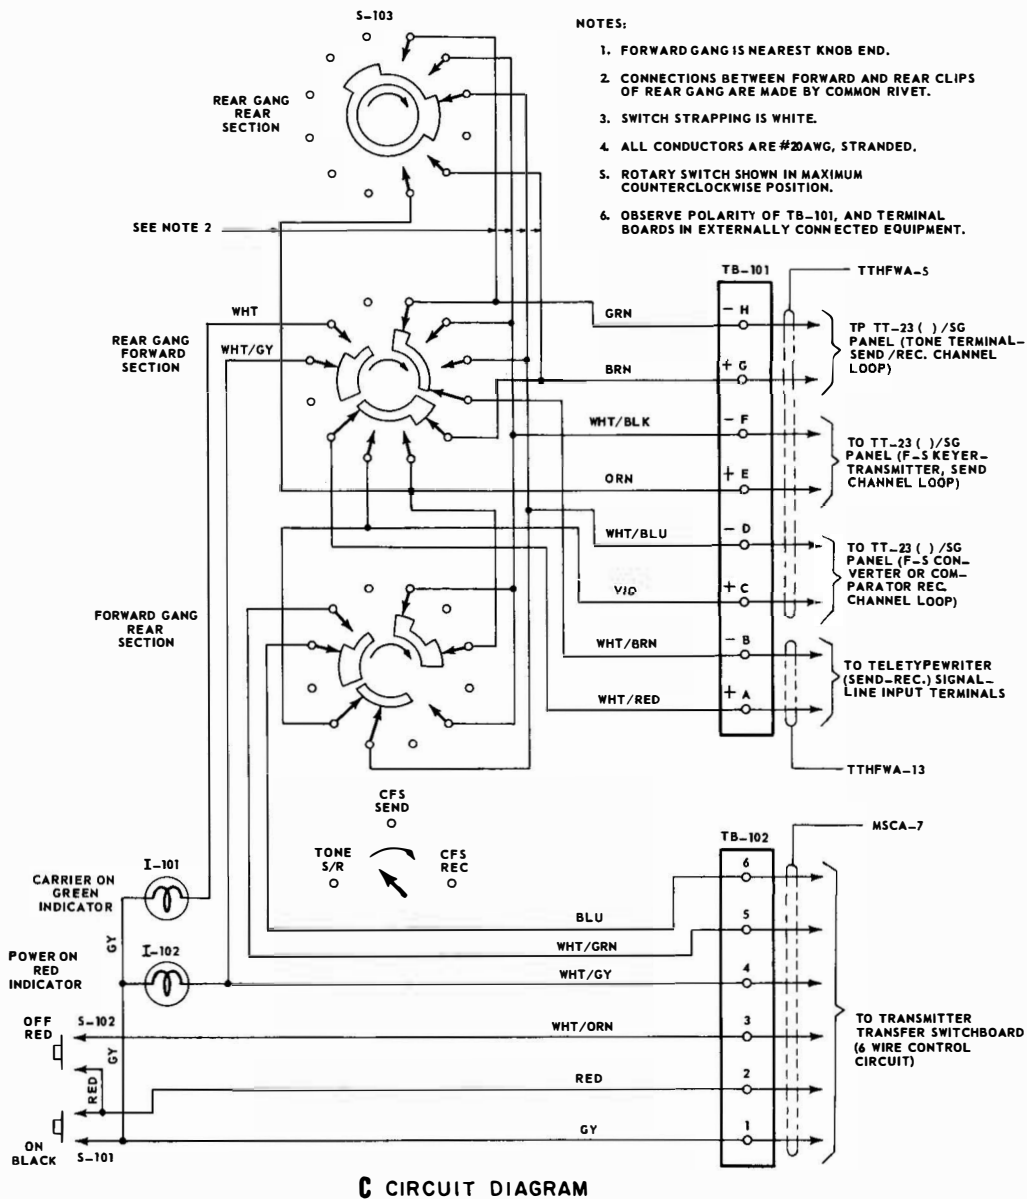 S-103
REAR GANG
REAR
SECTION
NOTES:
1. FORWARD GANG IS NEAREST KNOB END.
2. CONNECTIONS BETWEEN FORWARD AND REAR CLIPS
OF REAR GANG ARE MADE BY COMMON RIVET.
3. SWITCH STRAPPING IS WHITE.
4. ALL CONDUCTORS ARE #20AWG, STRANDED.
5. ROTARY SWITCH SHOWN IN MAXIMUM
COUNTERCLOCKWISE POSITION.
6. OBSERVE POLARITY OF TB-101, AND TERMINAL
BOARDS IN EXTERNALLY CONNECTED EQUIPMENT.
SEE NOTE 2
WHT
REAR GANG
FORWARD
SECTION
WHT/GY
FORWARD GANG
REAR
SECTION
TB-101
TTHFWA-5
GRN
- H
BRN
+ G
TP TT-23 ( )/SG
PANEL (TONE TERMINAL-
SEND/REC. CHANNEL
LOOP)
WHT/BLK
- F
ORN
+ E
TO TT-23 ( )/SG
PANEL (F-S KEYER-
TRANSMITTER, SEND
CHANNEL LOOP)
WHT/BLU
- D
VIO
+ C
TO TT-23 ( )/SG
PANEL (F-S CON-
VERTER OR COM-
PARATOR REC.
CHANNEL LOOP)
WHT/BRN
- B
WHT/RED
+ A
TO TELETYPEWRITER
(SEND-REC.) SIGNAL-
LINE INPUT TERMINALS
TTHFWA-13
CFS
SEND
TONE
S/R
CFS
REC
MSCA-7
TB-102
I-101
CARRIER ON
GREEN
INDICATOR
GY
I-102
POWER ON
RED
INDICATOR
OFF
RED
S-102
GY
RED
ON
BLACK
S-101
BLU
6
WHT/GRN
5
WHT/GY
4
WHT/ORN
3
RED
2
GY
1
TO TRANSMITTER
TRANSFER SWITCHBOARD
(6 WIRE CONTROL
CIRCUIT)
C CIRCUIT DIAGRAM